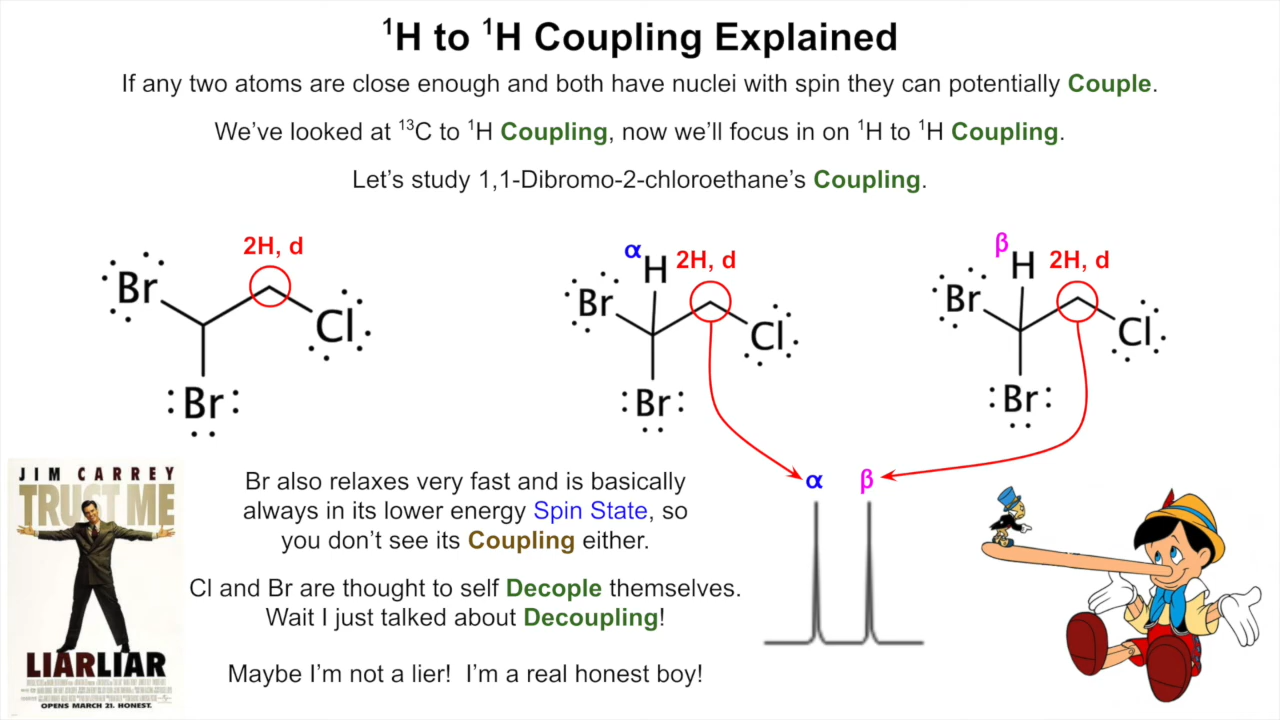 ¹H to ¹H Coupling Explained
If any two atoms are close enough and both have nuclei with spin they can potentially Couple.
We've looked at ¹³C to ¹H Coupling, now we'll focus in on ¹H to ¹H Coupling.
Let's study 1,1-Dibromo-2-chloroethane's Coupling.
2H, d
Br
Cl
Br
α
H
2H, d
Br
Cl
Br
β
H
2H, d
Br
Cl
Br
JIM CARREY
TRUST ME
LIAR LIAR
OPENS MARCH 21. HONEST.
Br also relaxes very fast and is basically
always in its lower energy Spin State, so
you don't see its Coupling either.
Cl and Br are thought to self Decople themselves.
Wait I just talked about Decoupling!
Maybe I'm not a lier! I'm a real honest boy!
α
β